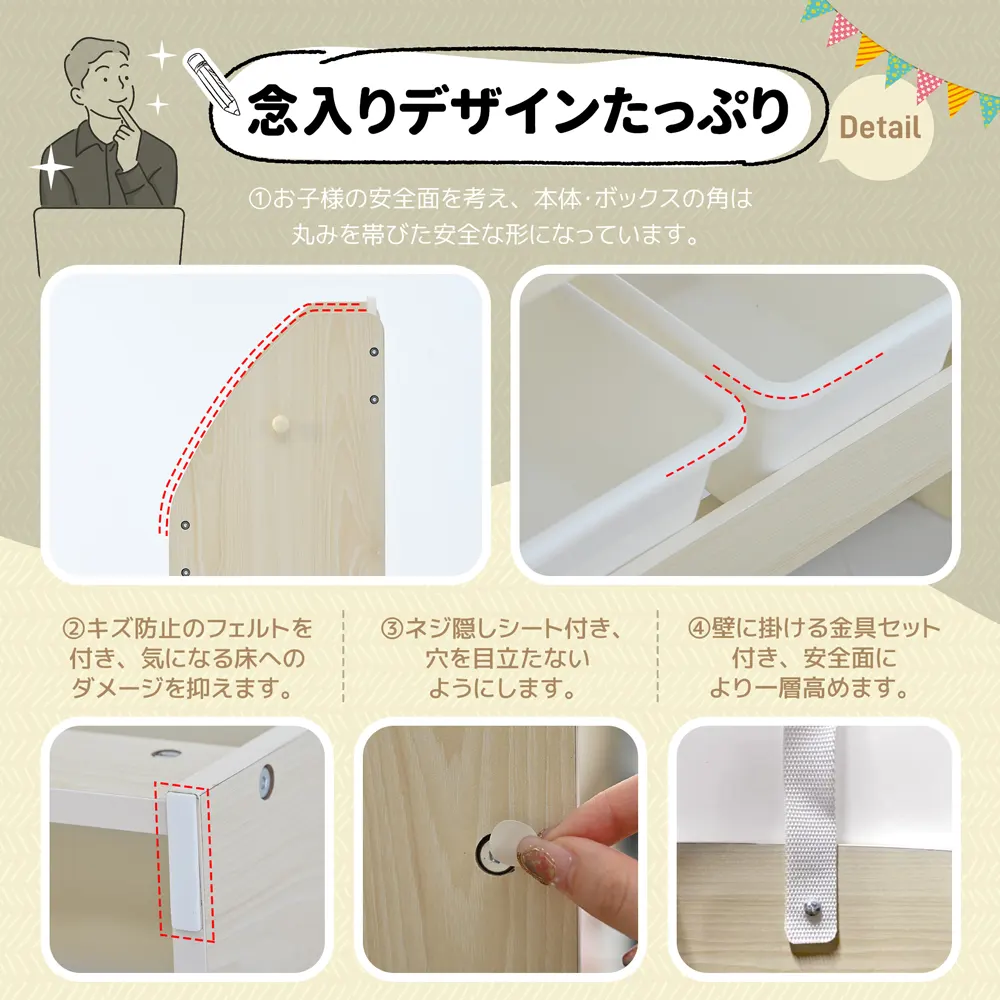 念入りデザインたっぷり
Detail
①お子様の安全面を考え、本体・ボックスの角は
丸みを帯びた安全な形になっています。
②キズ防止のフェルトを
付き、気になる床への
ダメージを抑えます。
③ネジ隠しシート付き、
穴を目立たない
ようにします。
④壁に掛ける金具セット
付き、安全面に
より一層高めます。